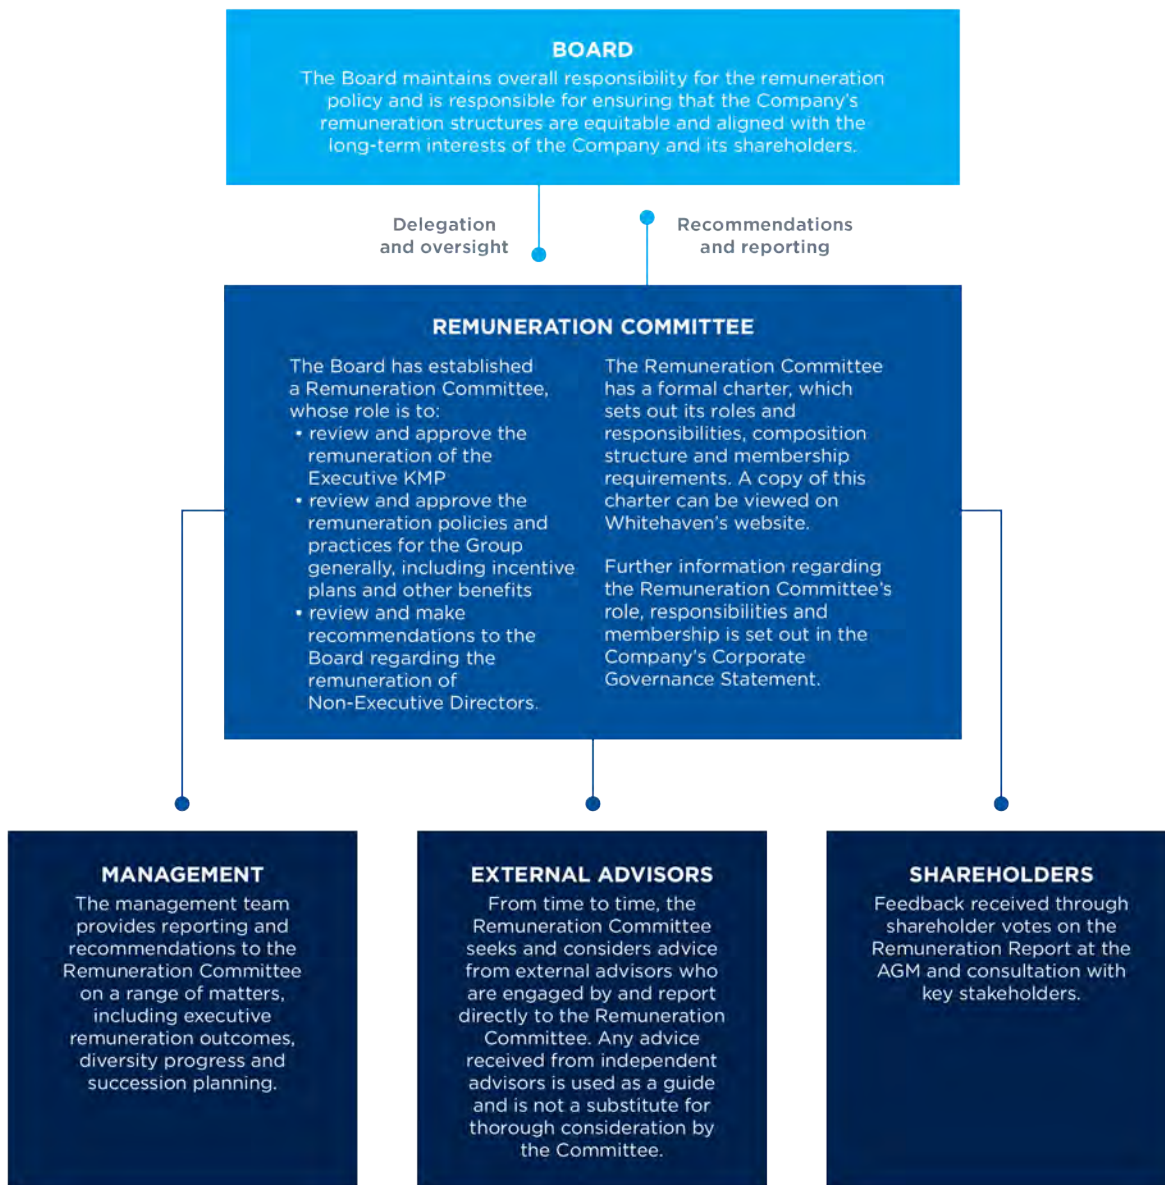 BOARD
The Board maintains overall responsibility for the remuneration
policy and is responsible for ensuring that the Company's
remuneration structures are equitable and aligned with the
long-term interests of the Company and its shareholders.
Delegation
and oversight
Recommendations
and reporting
REMUNERATION COMMITTEE
The Board has established
a Remuneration Committee,
whose role is to:
• review and approve the
remuneration of the
Executive KMP
• review and approve the
remuneration policies and
practices for the Group
generally, including incentive
plans and other benefits
• review and make
recommendations to the
Board regarding the
remuneration of
Non-Executive Directors.
The Remuneration Committee
has a formal charter, which
sets out its roles and
responsibilities, composition
structure and membership
requirements. A copy of this
charter can be viewed on
Whitehaven's website.
Further information regarding
the Remuneration Committee's
role, responsibilities and
membership is set out in the
Company's Corporate
Governance Statement.
MANAGEMENT
The management team
provides reporting and
recommendations to the
Remuneration Committee
on a range of matters,
including executive
remuneration outcomes,
diversity progress and
succession planning.
EXTERNAL ADVISORS
From time to time, the
Remuneration Committee
seeks and considers advice
from external advisors who
are engaged by and report
directly to the Remuneration
Committee. Any advice
received from independent
advisors is used as a guide
and is not a substitute for
thorough consideration by
the Committee.
SHAREHOLDERS
Feedback received through
shareholder votes on the
Remuneration Report at the
AGM and consultation with
key stakeholders.